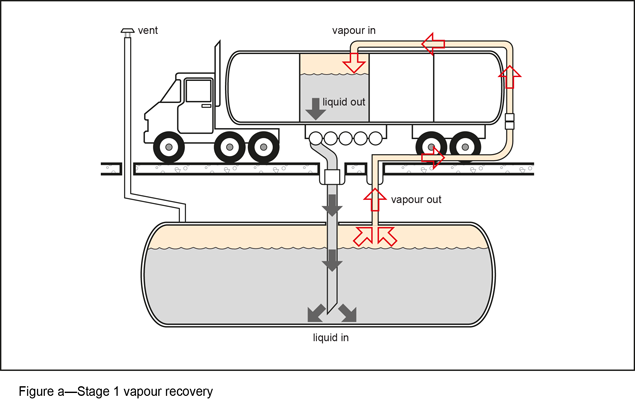 vent
vapour in
liquid out
vapour out
liquid in
Figure a—Stage 1 vapour recovery